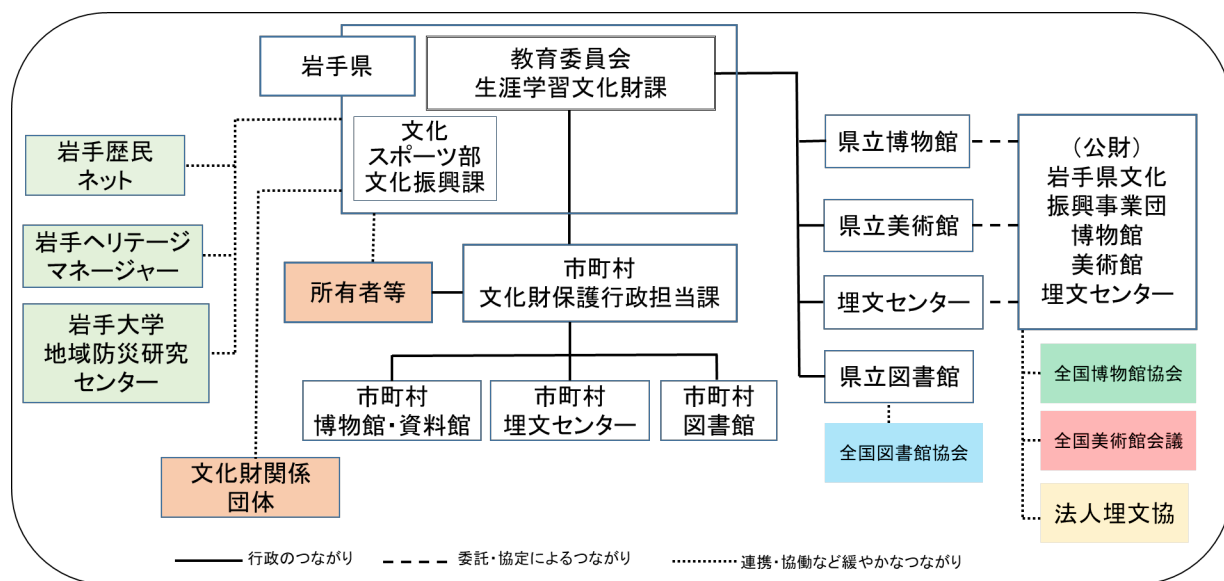 岩手県
教育委員会
生涯学習文化財課
文化
スポーツ部
文化振興課
岩手歴民
ネット
岩手ヘリテージ
マネージャー
岩手大学
地域防災研究
センター
所有者等
市町村
文化財保護行政担当課
市町村
博物館・資料館
市町村
埋文センター
市町村
図書館
文化財関係
団体
県立博物館
県立美術館
埋文センター
県立図書館
全国図書館協会
（公財）
岩手県文化
振興事業団
博物館
美術館
埋文センター
全国博物館協会
全国美術館会議
法人埋文協
行政のつながり
委託・協定によるつながり
連携・協働など緩やかなつながり